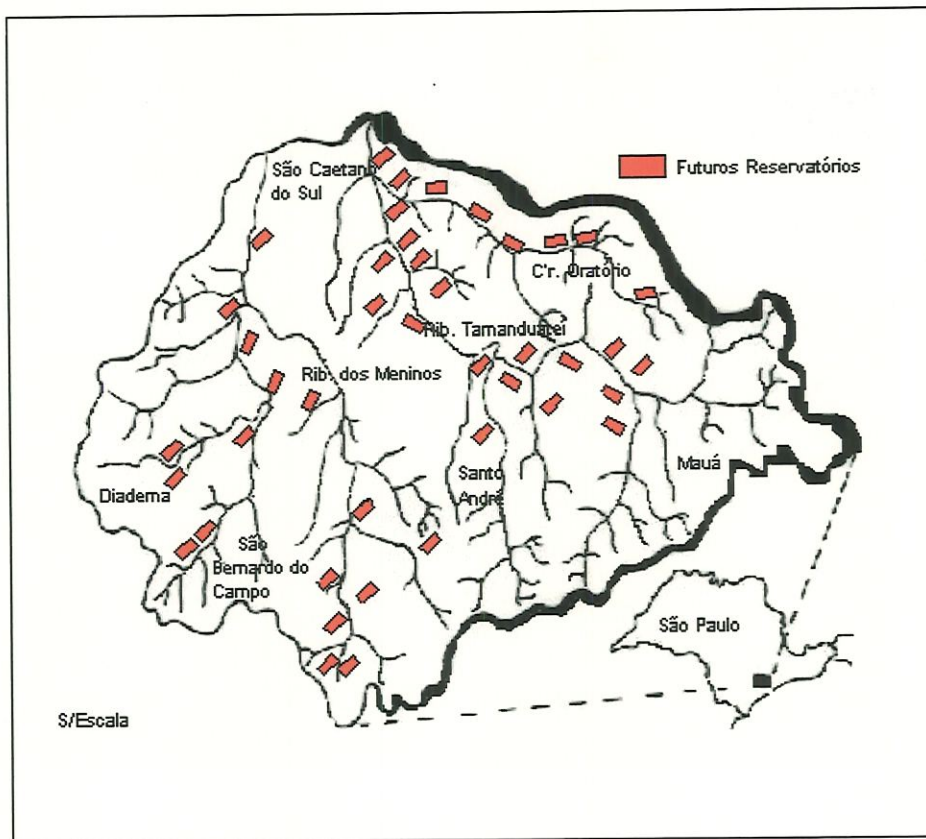 São Caetano
do Sul
Futuros Reservatórios
C'r. Oratório
Rib. Tamanduateí
Rib. dos Meninos
Santo
André
Mauá
Diadema
São
Bernardo do
Campo
São Paulo
S/Escala